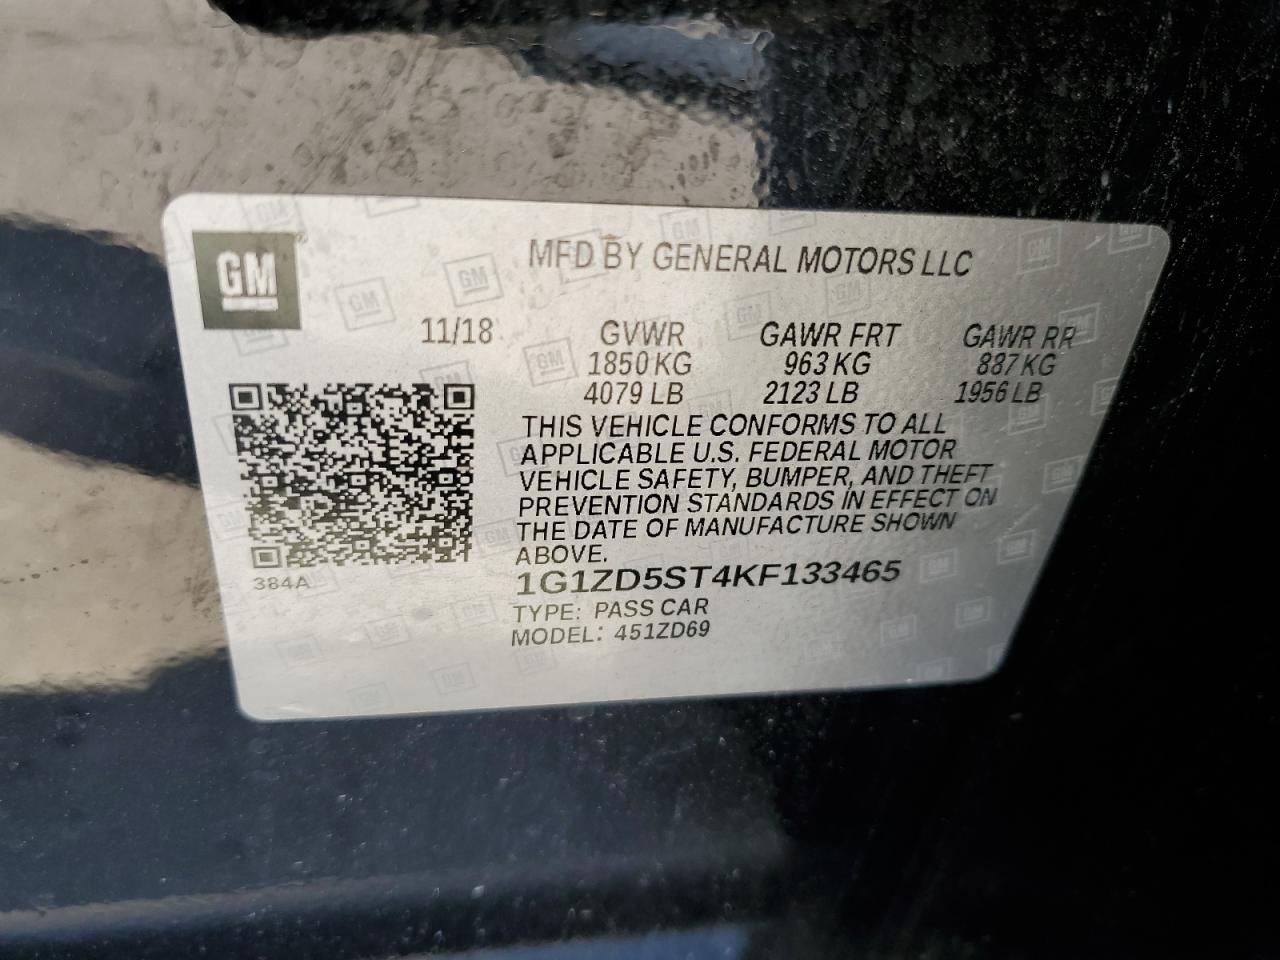 GM
MFD BY GENERAL MOTORS LLC
11/18 GVWR GAWR FRT GAWR RR
1850 KG 963 KG 887 KG
4079 LB 2123 LB 1956 LB
THIS VEHICLE CONFORMS TO ALL
APPLICABLE U.S. FEDERAL MOTOR
VEHICLE SAFETY, BUMPER, AND THEFT
PREVENTION STANDARDS IN EFFECT ON
THE DATE OF MANUFACTURE SHOWN
ABOVE.
1G1ZD5ST4KF133465
384A
TYPE: PASS CAR
MODEL: 451ZD69